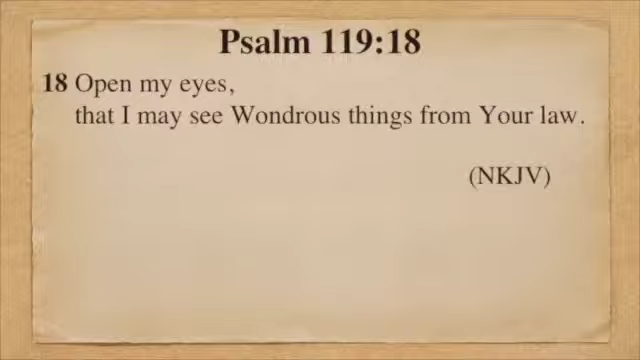 Psalm 119:18
18 Open my eyes,
that I may see Wondrous things from Your law.
(NKJV)